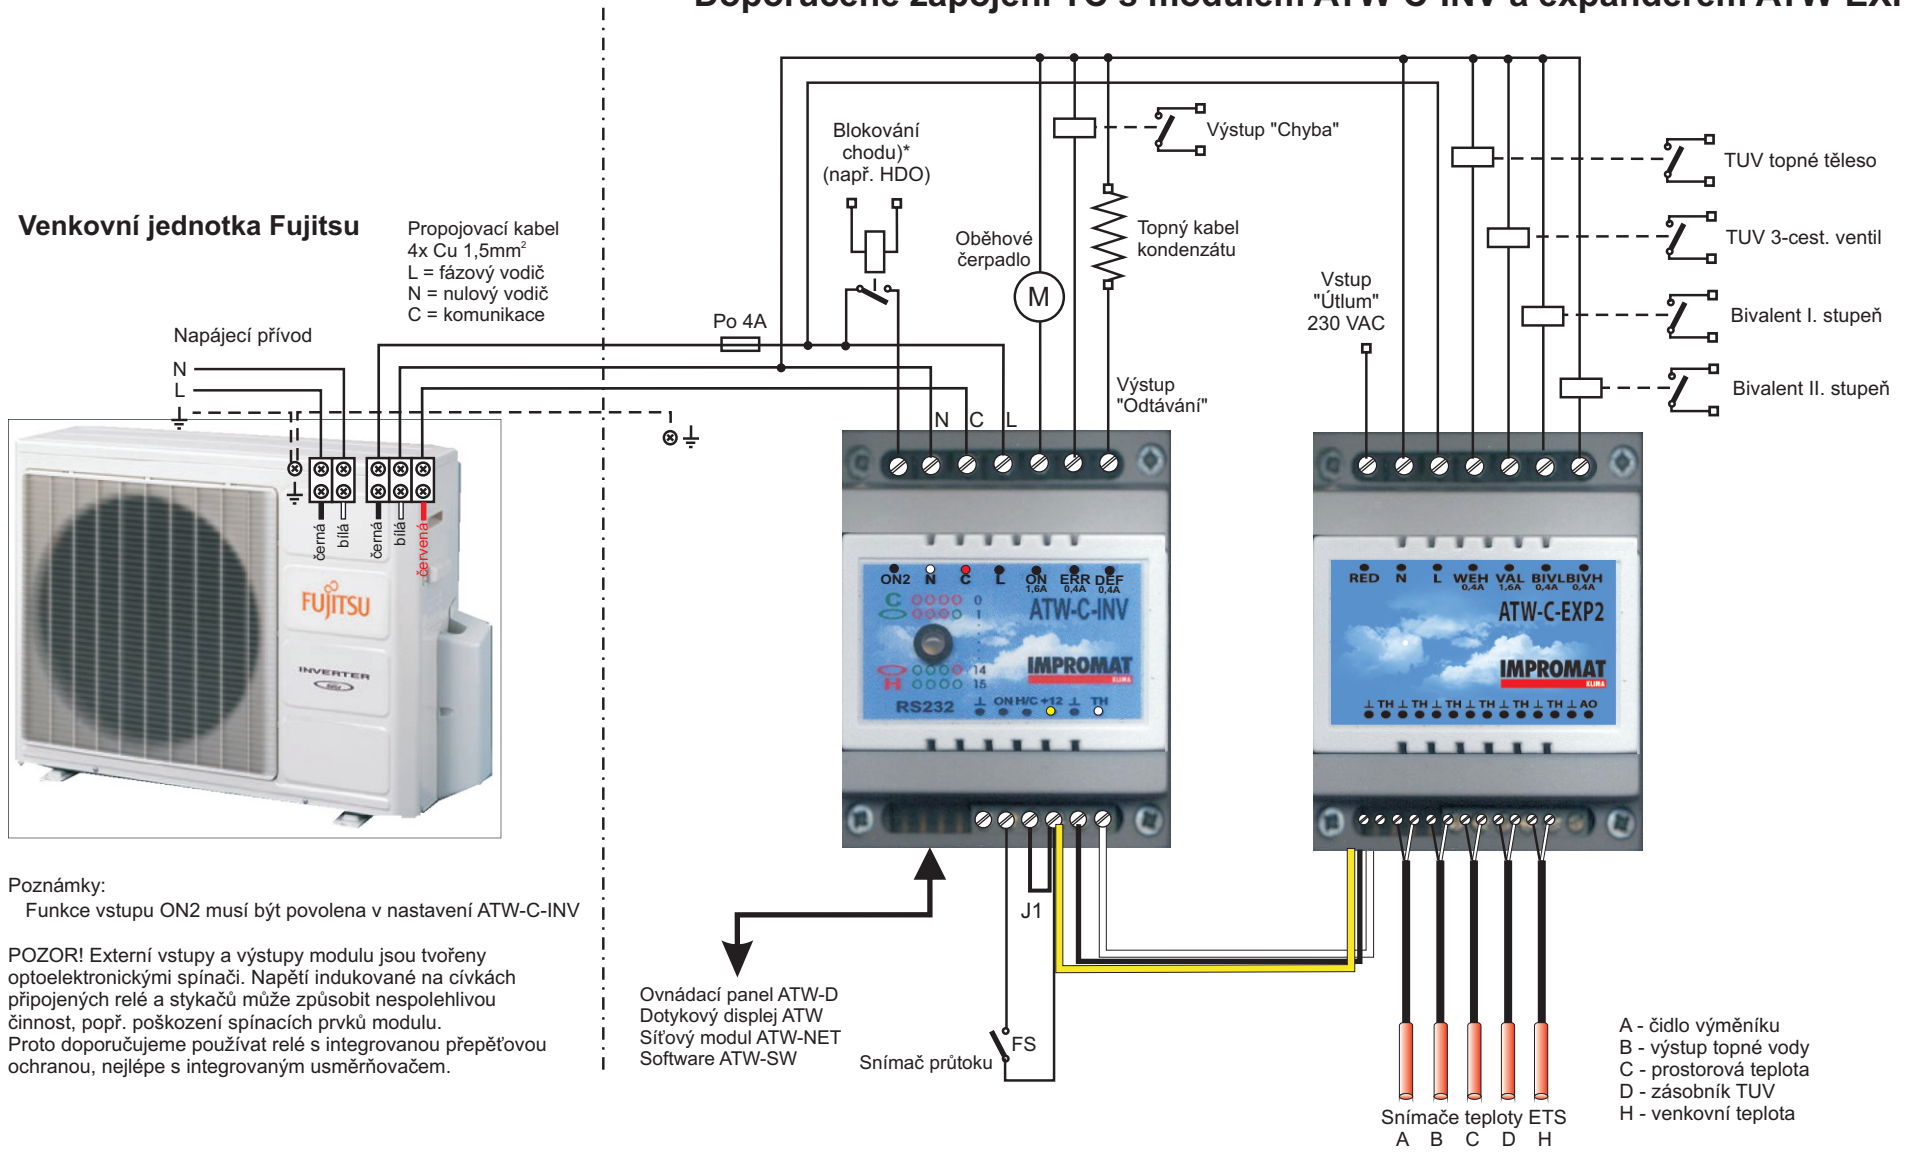 Doporučené zapojení TČ s modulem ATW-C-INV a expanderem ATW-EXP
Venkovní jednotka Fujitsu
Propojovací kabel
4x Cu 1,5mm²
L = fázový vodič
N = nulový vodič
C = komunikace
Napájecí přívod
N
L
Blokování
chodu)*
(např. HDO)
Po 4A
Oběhové
čerpadlo
M
Výstup "Chyba"
Topný kabel
kondenzátu
Výstup
"Odtávání"
Vstup
"Útlum"
230 VAC
TUV topné těleso
TUV 3-cest. ventil
Bivalent I. stupeň
Bivalent II. stupeň
N C L
černá
bílá
černá
bílá
červená
FUJITSU
INVERTER
ON2 N C L ON ERR DEF
1,6A 0,4A 0,4A
C 0
1
ATW-C-INV
14
H 15
IMPROMAT
KLIMA
RS232 ⊥ ON H/C +12 ⊥ TH
RED N L WEH VAL BIVL BIVH
0,4A 1,6A 0,4A 0,4A
ATW-C-EXP2
IMPROMAT
KLIMA
⊥ TH ⊥ TH ⊥ TH ⊥ TH ⊥ TH ⊥ TH ⊥ AO
J1
FS
Snímač průtoku
Ovnádací panel ATW-D
Dotykový displej ATW
Síťový modul ATW-NET
Software ATW-SW
Poznámky:
Funkce vstupu ON2 musí být povolena v nastavení ATW-C-INV
POZOR! Externí vstupy a výstupy modulu jsou tvořeny
optoelektronickými spínači. Napětí indukované na cívkách
připojených relé a stykačů může způsobit nespolehlivou
činnost, popř. poškození spínacích prvků modulu.
Proto doporučujeme používat relé s integrovanou přepěťovou
ochranou, nejlépe s integrovaným usměrňovačem.
Snímače teploty ETS
A B C D H
A - čidlo výměníku
B - výstup topné vody
C - prostorová teplota
D - zásobník TUV
H - venkovní teplota